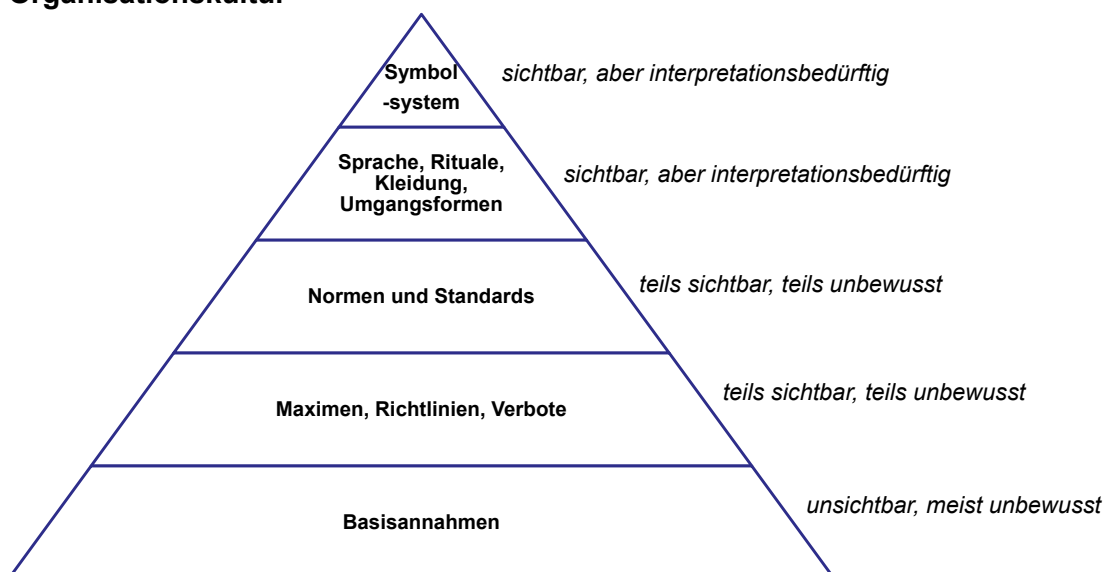 Organisationskultur
Symbol
-system
sichtbar, aber interpretationsbedürftig
Sprache, Rituale,
Kleidung,
Umgangsformen
sichtbar, aber interpretationsbedürftig
Normen und Standards
teils sichtbar, teils unbewusst
Maximen, Richtlinien, Verbote
teils sichtbar, teils unbewusst
Basisannahmen
unsichtbar, meist unbewusst